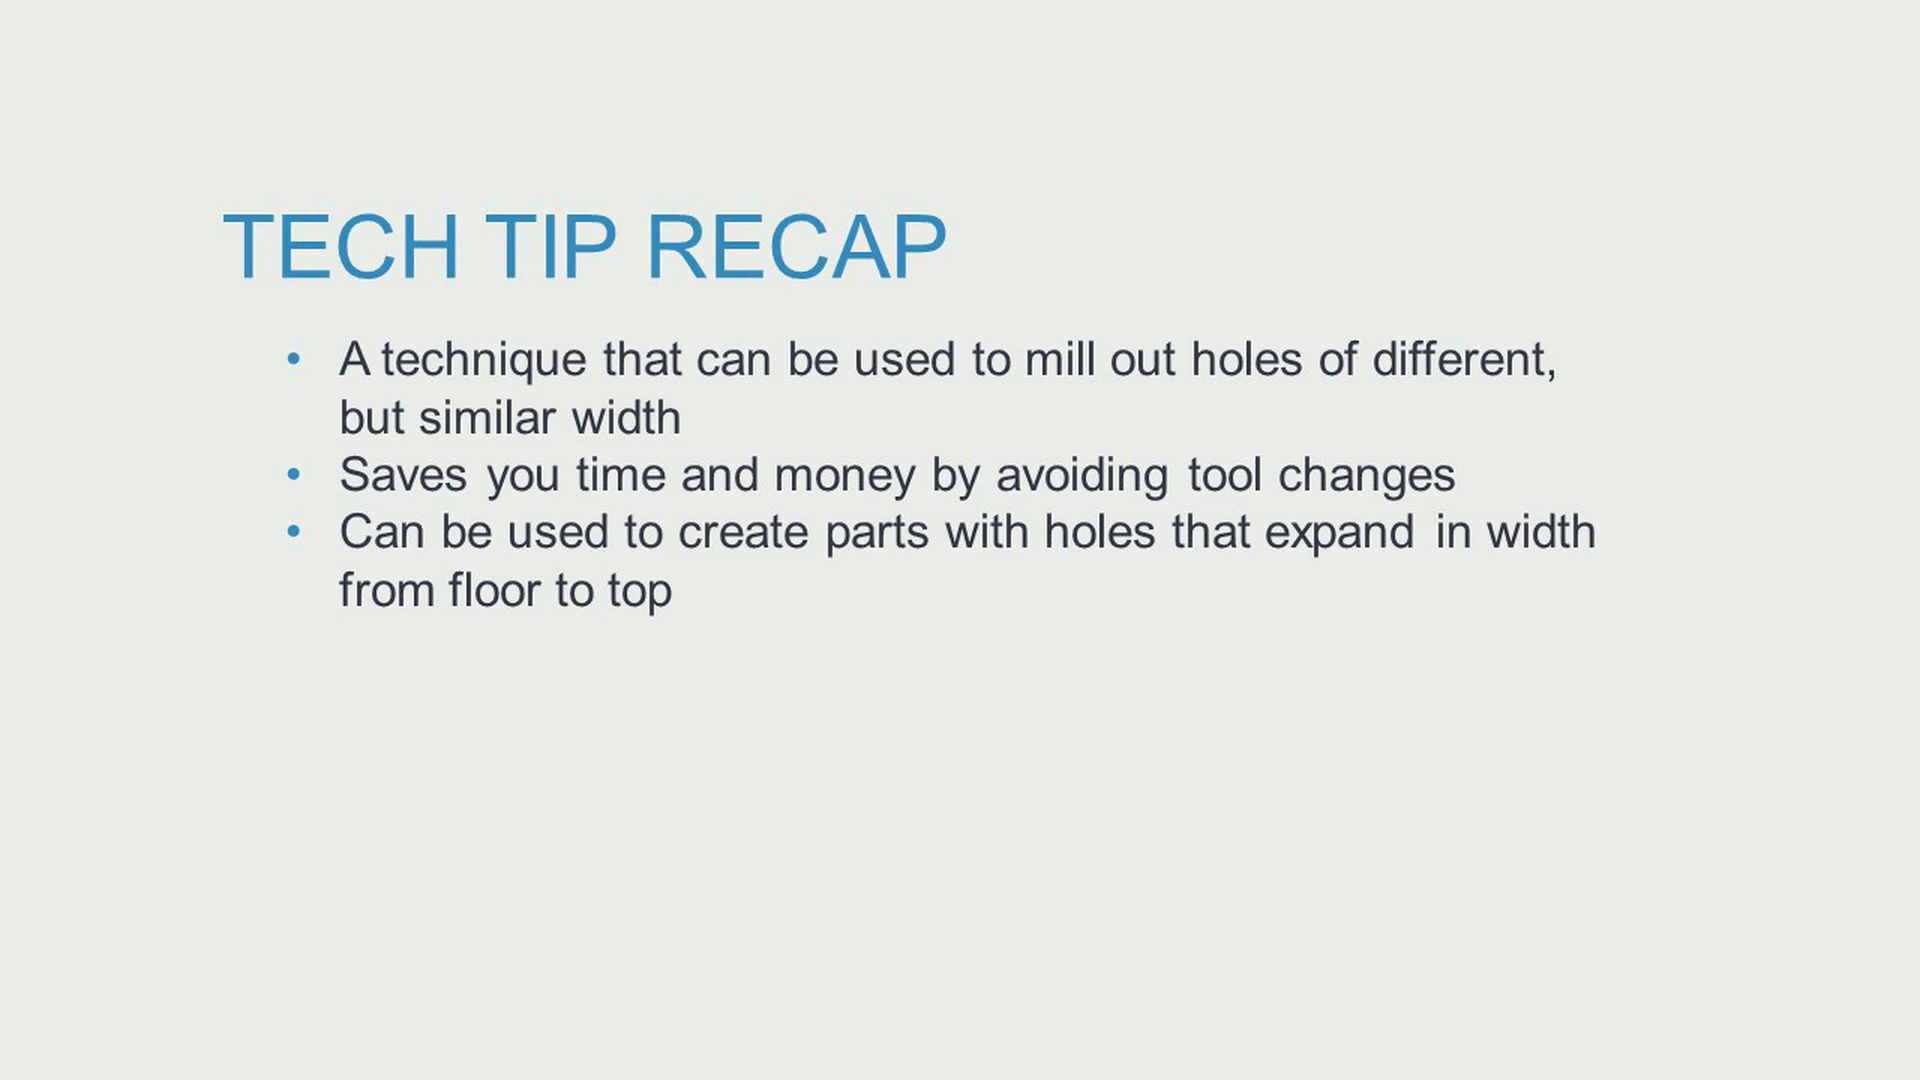 TECH TIP RECAP
• A technique that can be used to mill out holes of different,
but similar width
• Saves you time and money by avoiding tool changes
• Can be used to create parts with holes that expand in width
from floor to top